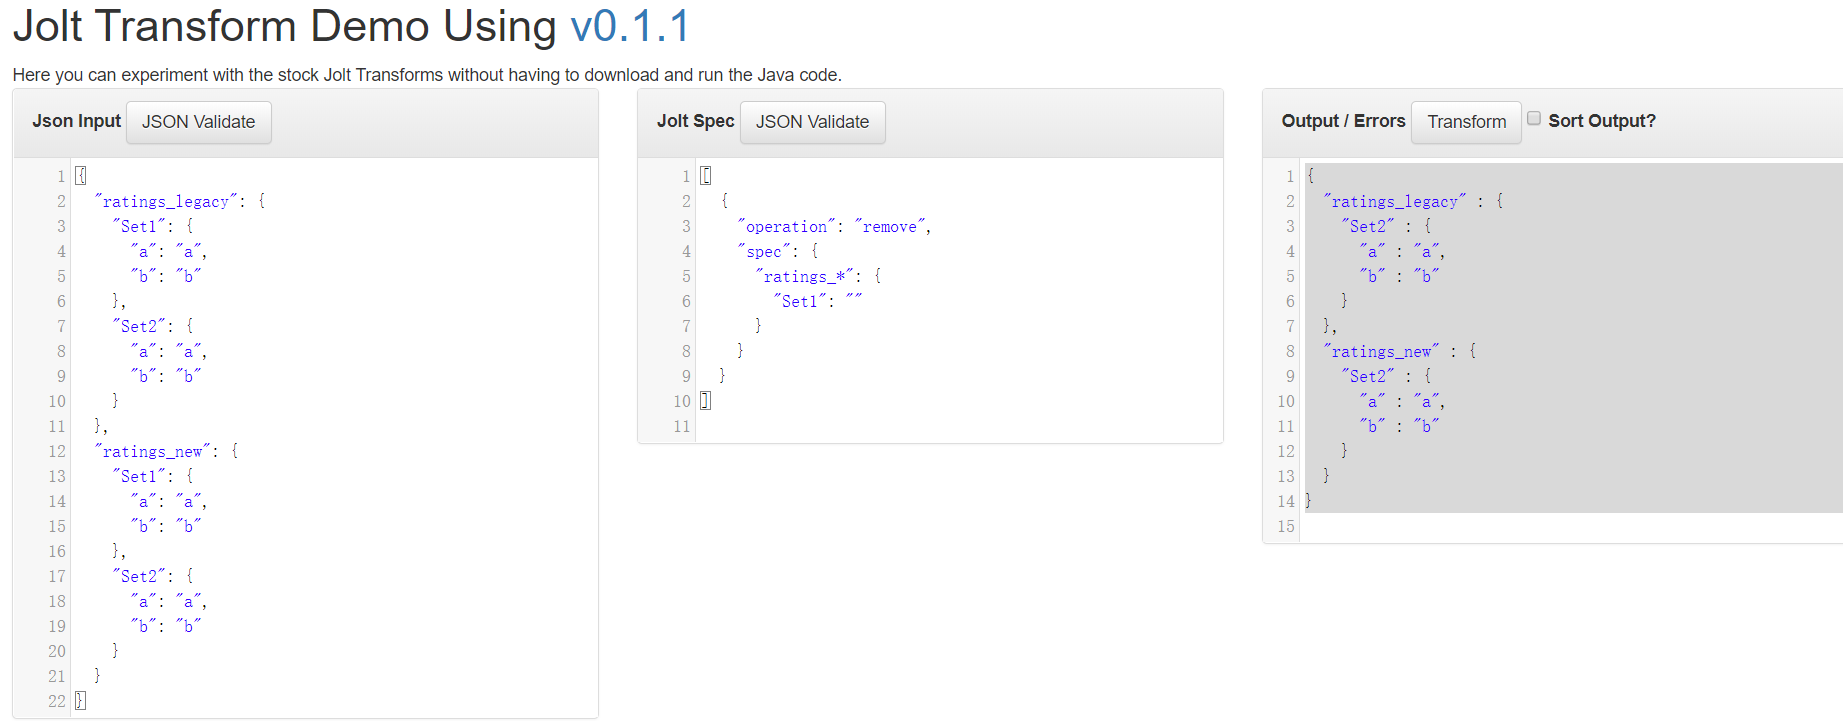 Jolt Transform Demo Using v0.1.1
Here you can experiment with the stock Jolt Transforms without having to download and run the Java code.
Json Input JSON Validate
1 {
2 "ratings_legacy": {
3 "Set1": {
4 "a": "a",
5 "b": "b"
6 },
7 "Set2": {
8 "a": "a",
9 "b": "b"
10 }
11 },
12 "ratings_new": {
13 "Set1": {
14 "a": "a",
15 "b": "b"
16 },
17 "Set2": {
18 "a": "a",
19 "b": "b"
20 }
21 }
22 }
Jolt Spec JSON Validate
1 [
2 {
3 "operation": "remove",
4 "spec": {
5 "ratings_*": {
6 "Set1": ""
7 }
8 }
9 }
10 ]
11
Output / Errors Transform Sort Output?
1 {
2 "ratings_legacy" : {
3 "Set2" : {
4 "a" : "a",
5 "b" : "b"
6 }
7 },
8 "ratings_new" : {
9 "Set2" : {
10 "a" : "a",
11 "b" : "b"
12 }
13 }
14 }
15